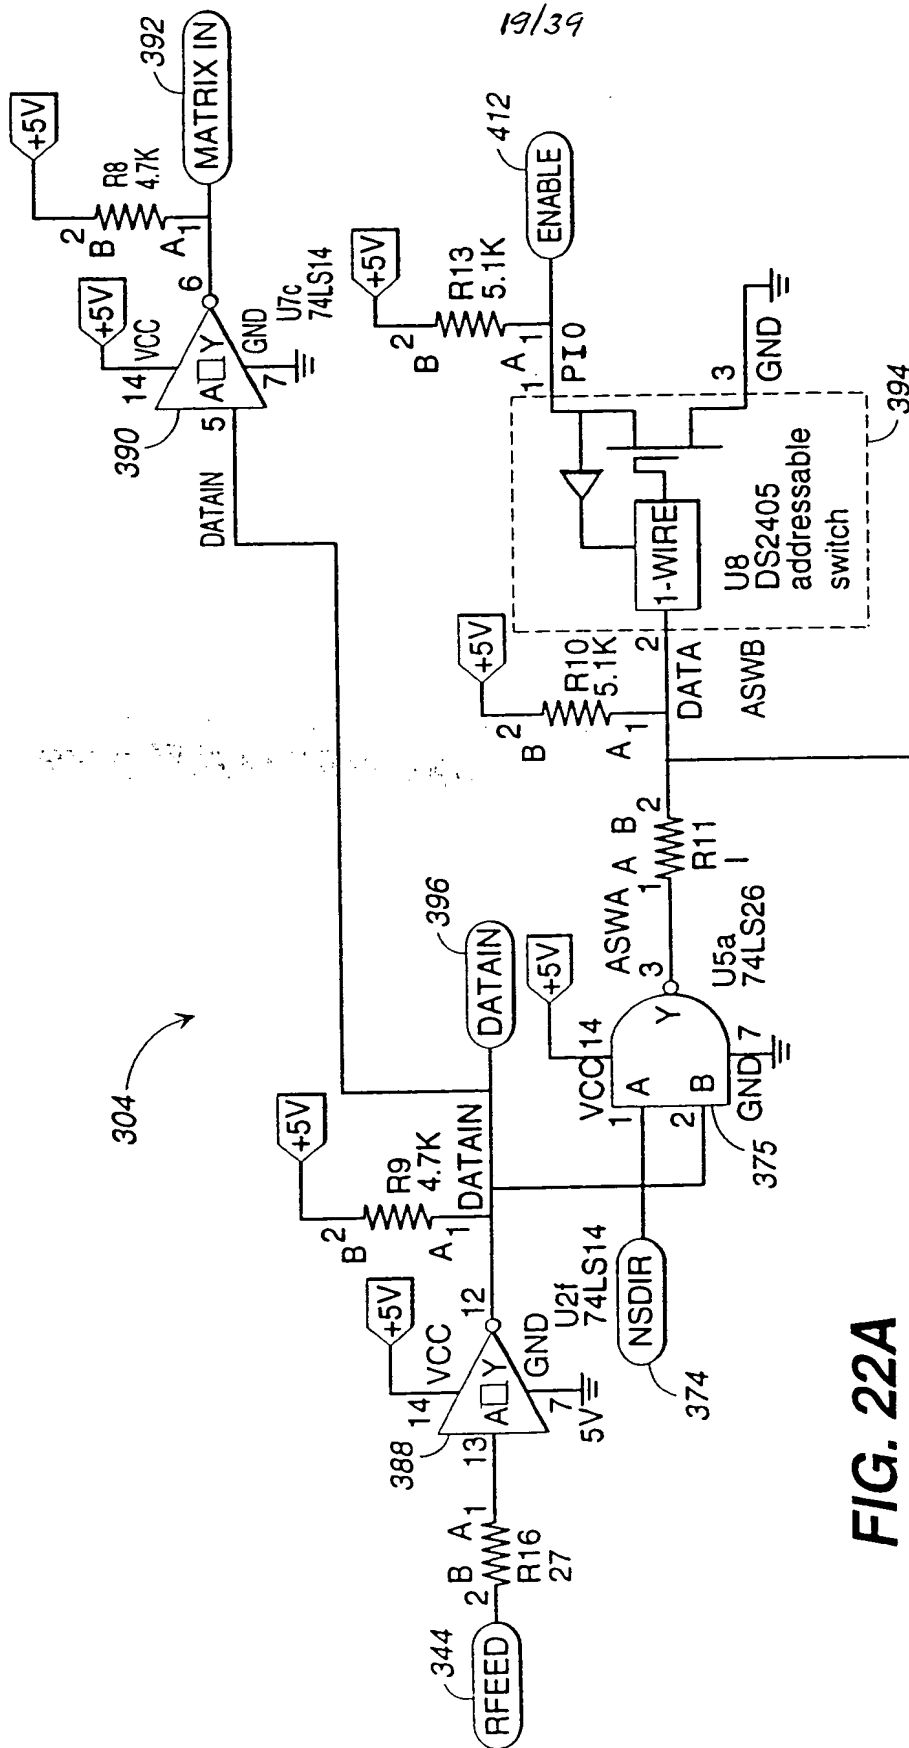 19/39
304
344
RFEED
2 B A 1
R16
27
388
13 A Y 12
14 VCC
+5V
7 GND
5V
U2f
74LS14
+5V
2
B
R9
4.7K
A 1
DATAIN
DATAIN
396
DATAIN
390
5 A Y 6
14 VCC
+5V
7 GND
U7c
74LS14
+5V
2
B
R8
4.7K
A 1
MATRIX IN
392
374
NSDIR
375
1 A
2 B
Y 3
VCC 14
+5V
GND 7
U5a
74LS26
ASWA
1 A B 2
R11
1
+5V
2
B
R10
5.1K
A 1
DATA 2
ASWB
1-WIRE
U8
DS2405
addressable
switch
394
1
PIO
3
GND
+5V
2
B
R13
5.1K
A 1
ENABLE
412
FIG. 22A